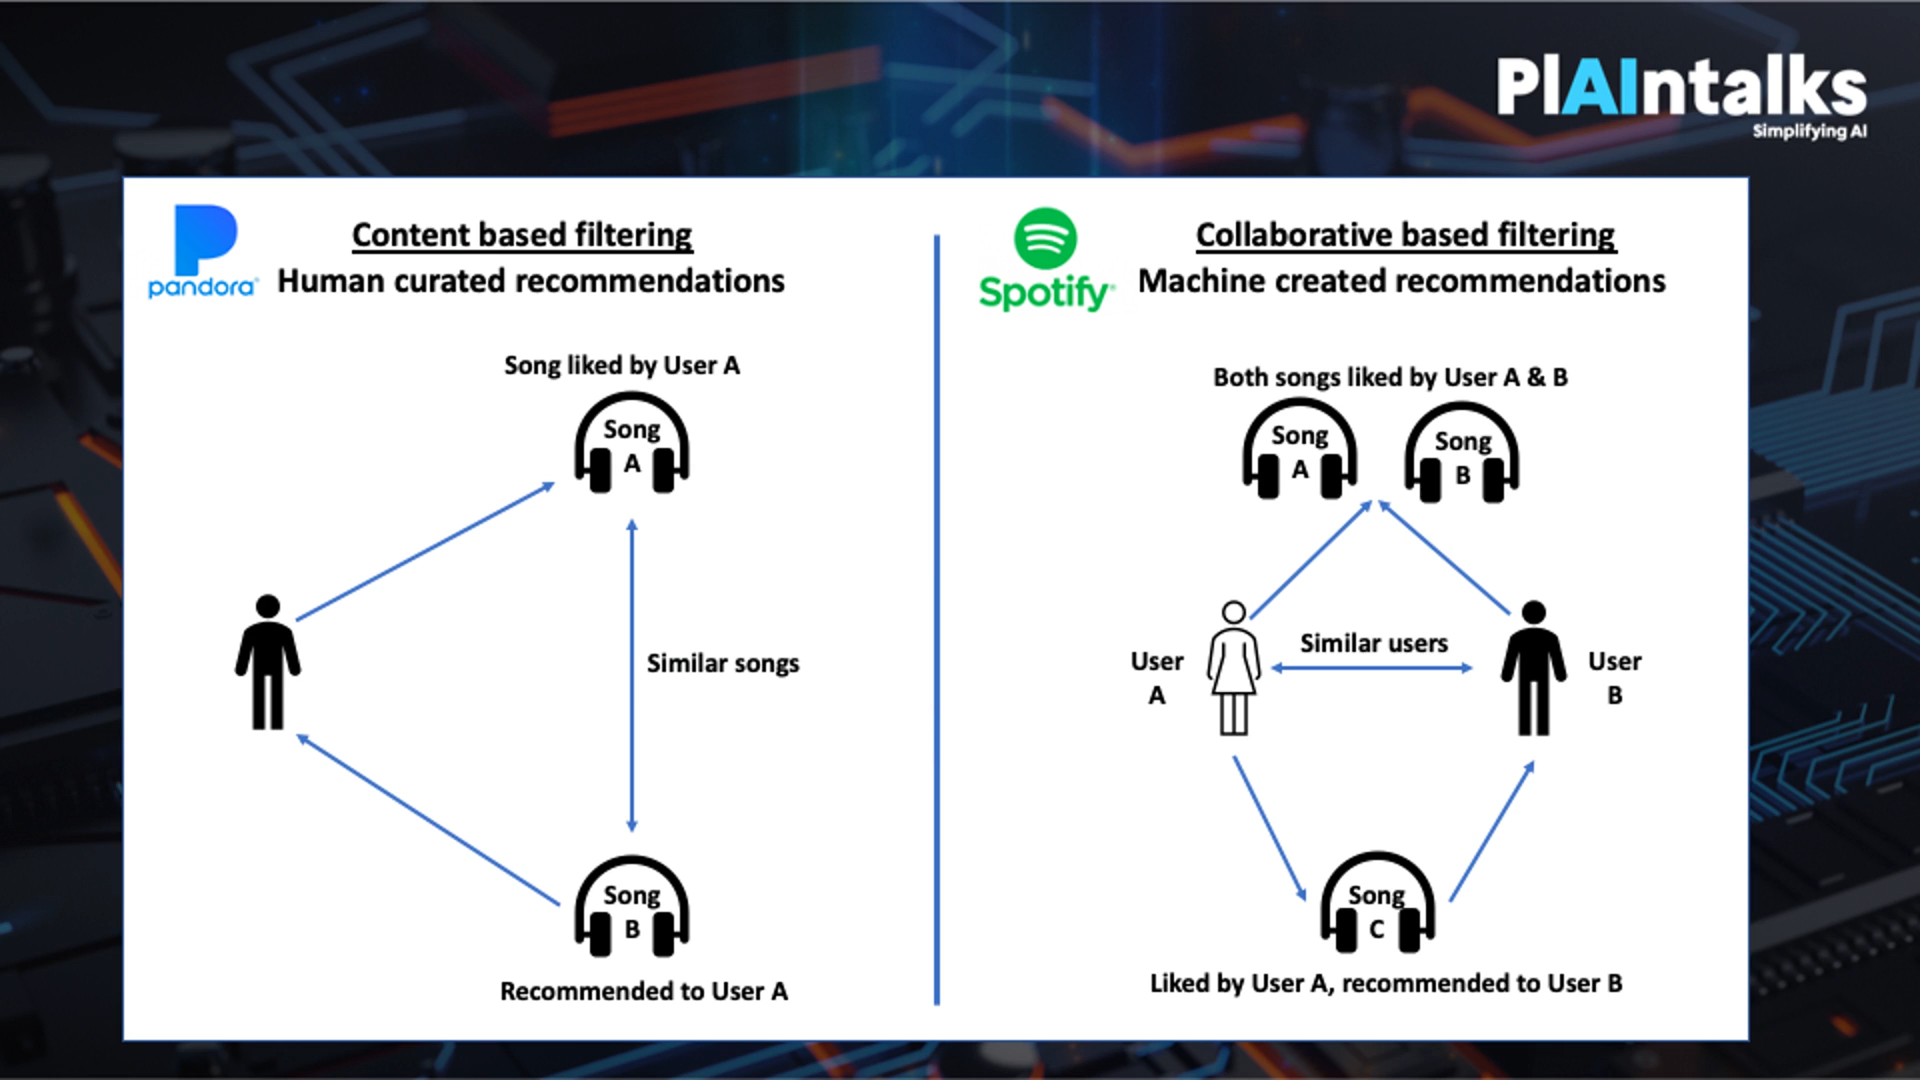 PlAIntalks
Simplifying AI
pandora
Content based filtering
Human curated recommendations
Song liked by User A
Song
A
Similar songs
Song
B
Recommended to User A
Spotify
Collaborative based filtering
Machine created recommendations
Both songs liked by User A & B
Song
A
Song
B
User
A
Similar users
User
B
Song
C
Liked by User A, recommended to User B